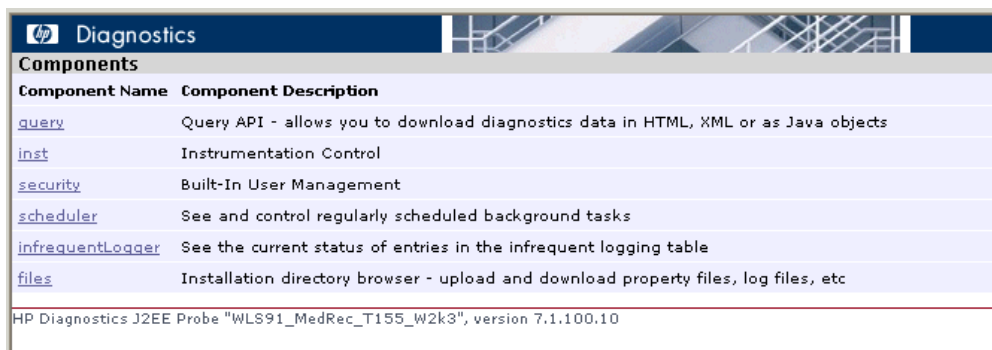 hp Diagnostics
Components
Component Name Component Description
query Query API - allows you to download diagnostics data in HTML, XML or as Java objects
inst Instrumentation Control
security Built-In User Management
scheduler See and control regularly scheduled background tasks
infrequentLogger See the current status of entries in the infrequent logging table
files Installation directory browser - upload and download property files, log files, etc
HP Diagnostics J2EE Probe "WLS91_MedRec_T155_W2k3", version 7.1.100.10